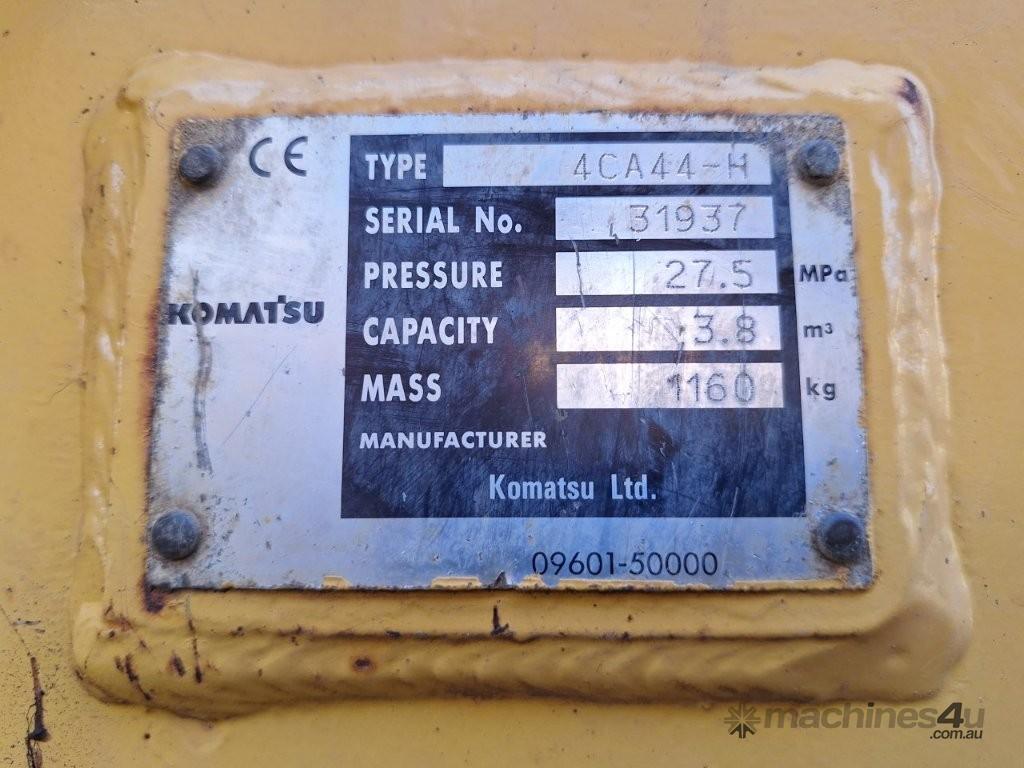 CE
TYPE 4CA44-H
SERIAL No. 31937
PRESSURE 27.5 MPa
KOMATSU
CAPACITY 3.8 m³
MASS 1160 kg
MANUFACTURER
Komatsu Ltd.
09601-50000
machines4u
.com.au